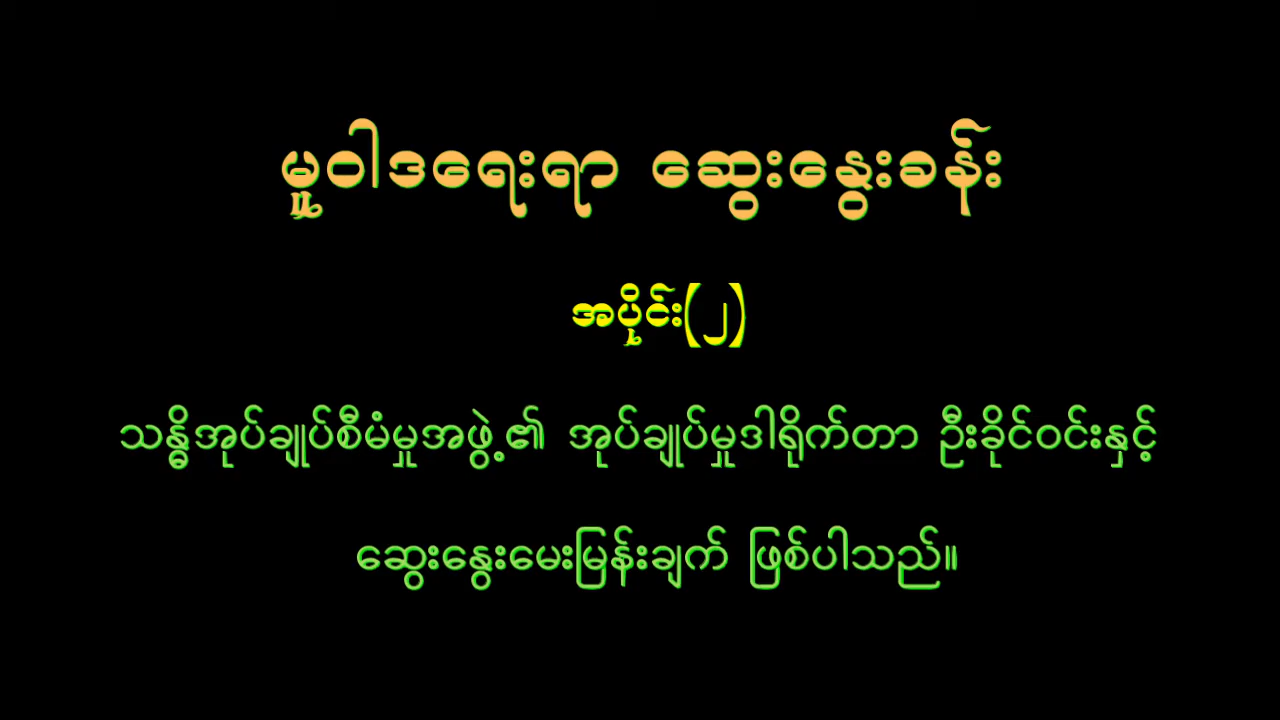 မူဝါဒရေးရာ ဆွေးနွေးခန်း
အပိုင်း(၂)
သန္ဓိအုပ်ချုပ်စီမံမှုအဖွဲ့၏ အုပ်ချုပ်မှုဒါရိုက်တာ ဦးခိုင်ဝင်းနှင့်
ဆွေးနွေးမေးမြန်းချက် ဖြစ်ပါသည်။